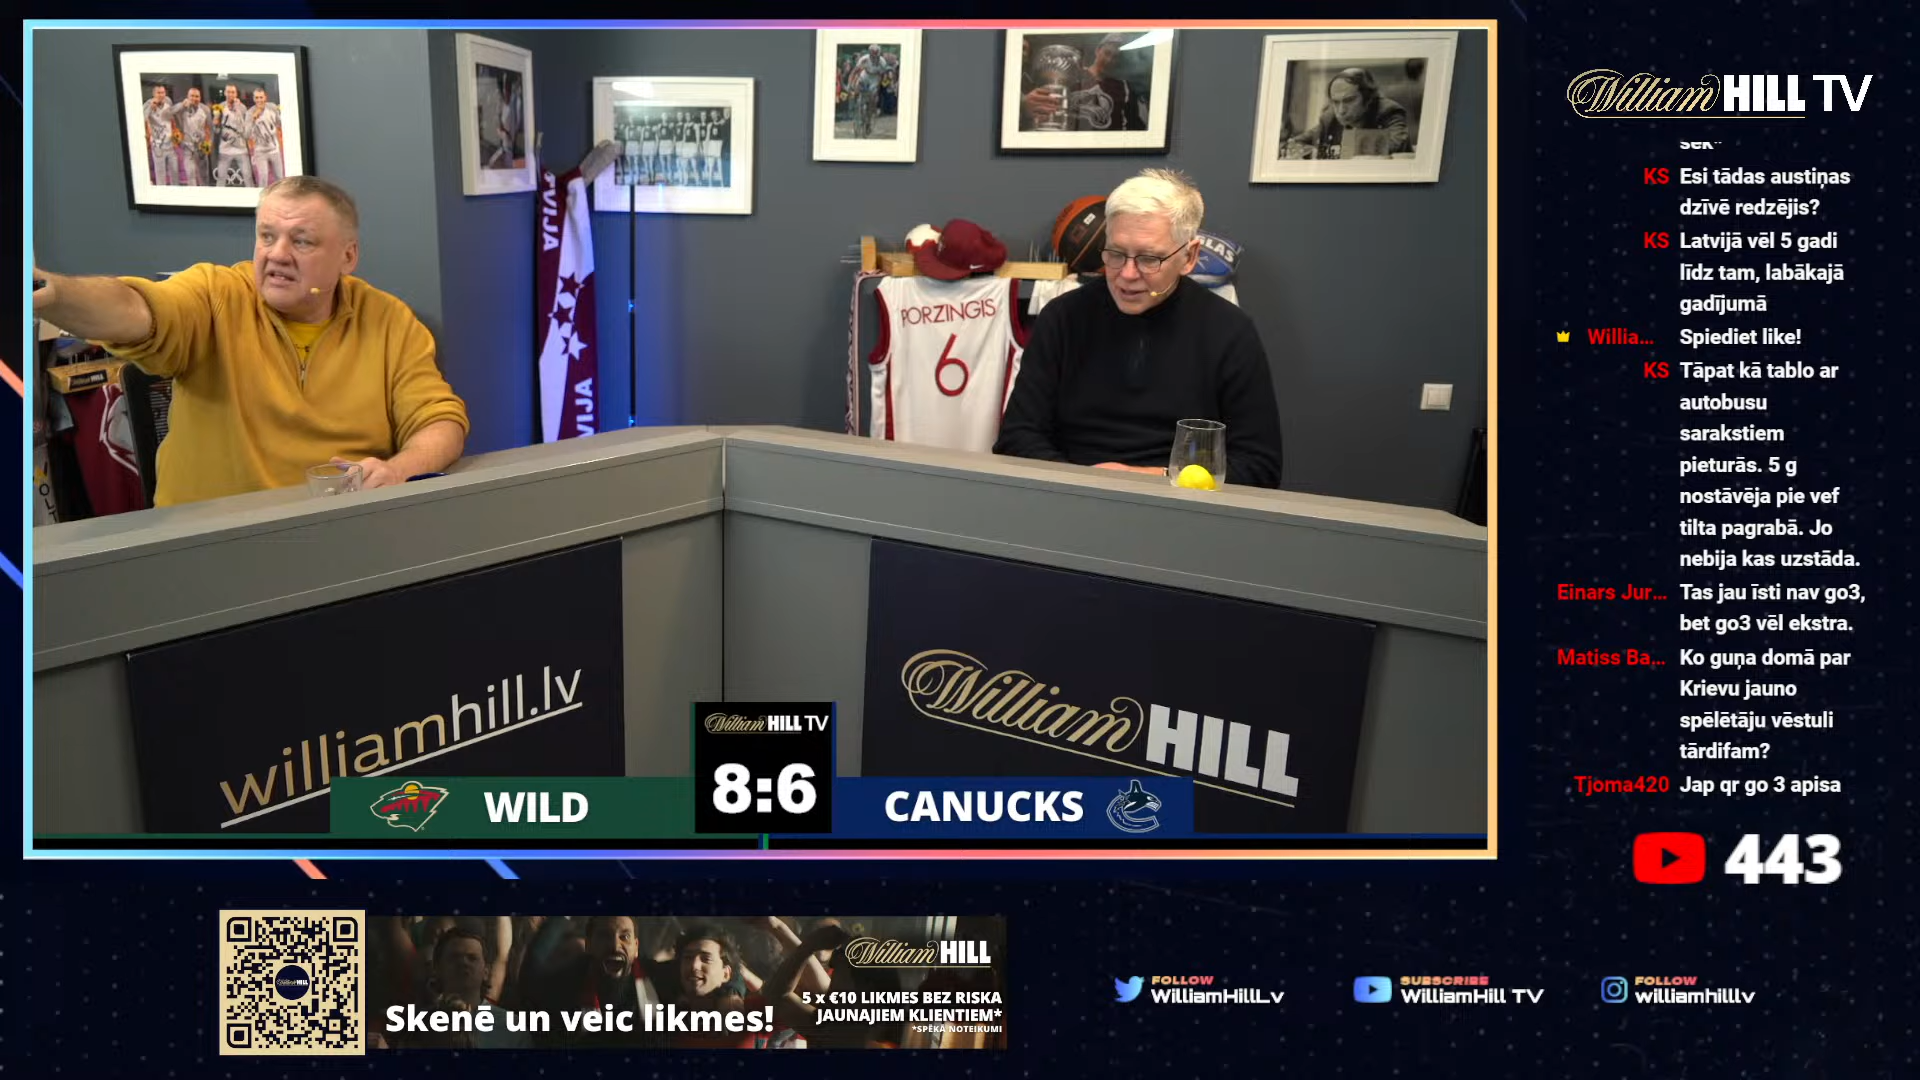 William HILL TV
KS Esi tādas austiņas
dzīvē redzējis?
KS Latvijā vēl 5 gadi
līdz tam, labākajā
gadījumā
Willia... Spiediet like!
KS Tāpat kā tablo ar
autobusu
sarakstiem
pieturās. 5 g
nostāvēja pie vef
tilta pagrabā. Jo
nebija kas uzstāda.
Einars Jur... Tas jau īsti nav go3,
bet go3 vēl ekstra.
Matiss Ba... Ko guņa domā par
Krievu jauno
spēlētāju vēstuli
tārdifam?
Tjoma420 Jap qr go 3 apisa
443
PORZINGIS
6
williamhill.lv
William HILL
William HILL TV
WILD
8:6
CANUCKS
William HILL
Skenē un veic likmes!
5 x €10 LIKMES BEZ RISKA
JAUNAJIEM KLIENTIEM*
*SPĒKĀ NOTEIKUMI
FOLLOW
WilliamHillLv
SUBSCRIBE
WilliamHill TV
FOLLOW
williamhilllv